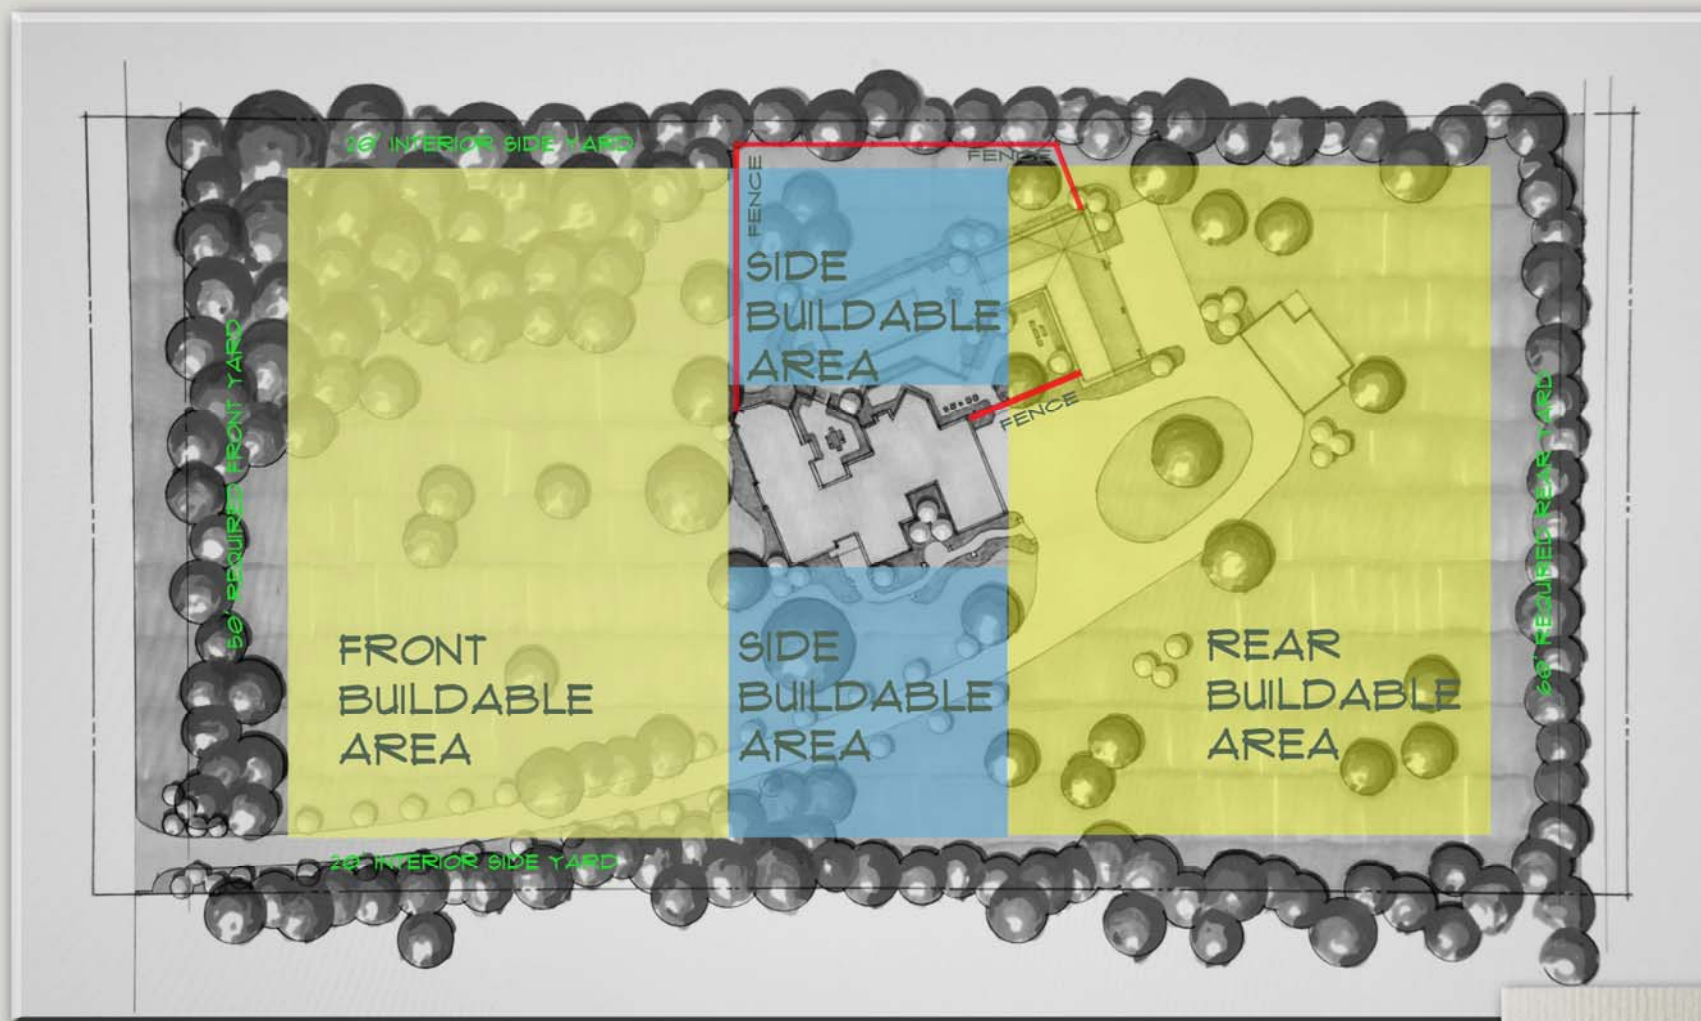 20' INTERIOR SIDE YARD
FENCE
FENCE
SIDE
BUILDABLE
AREA
FENCE
50' REQUIRED FRONT YARD
60' REQUIRED REAR YARD
FRONT
BUILDABLE
AREA
SIDE
BUILDABLE
AREA
REAR
BUILDABLE
AREA
20' INTERIOR SIDE YARD